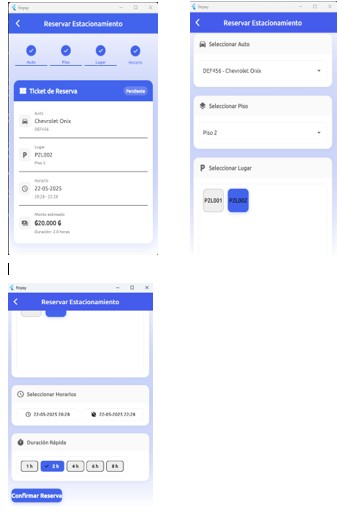 finpay
Reservar Estacionamiento
Auto
Piso
Lugar
Horario
Ticket de Reserva
Pendiente
Auto
Chevrolet Onix
DEF456
Lugar
P
P2L002
Piso 2
Horario
22-05-2025
20:28 - 22:28
Monto estimado
₲20.000 ₲
Duración: 2.0 horas
finpay
Reservar Estacionamiento
Seleccionar Auto
DEF456 - Chevrolet Onix
Seleccionar Piso
Piso 2
P Seleccionar Lugar
P2L001 P2L002
finpay
Reservar Estacionamiento
Seleccionar Horarios
22-05-2025 20:28
22-05-2025 22:28
Duración Rápida
1 h
2 h
4 h
6 h
8 h
Confirmar Reserva